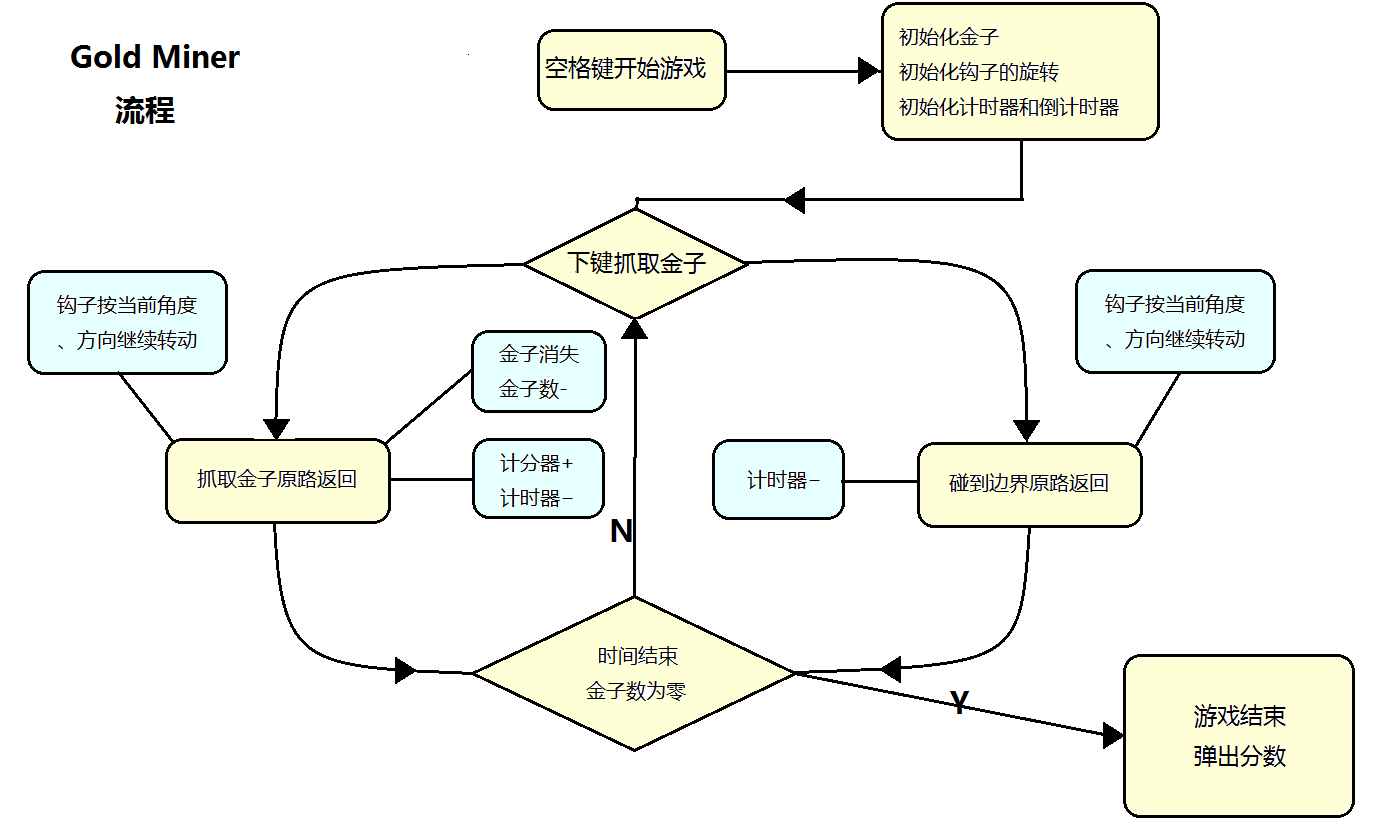 Gold Miner
流程
空格键开始游戏
初始化金子
初始化钩子的旋转
初始化计时器和倒计时器
下键抓取金子
钩子按当前角度
、方向继续转动
金子消失
金子数-
抓取金子原路返回
计分器+
计时器−
钩子按当前角度
、方向继续转动
计时器−
碰到边界原路返回
N
时间结束
金子数为零
Y
游戏结束
弹出分数